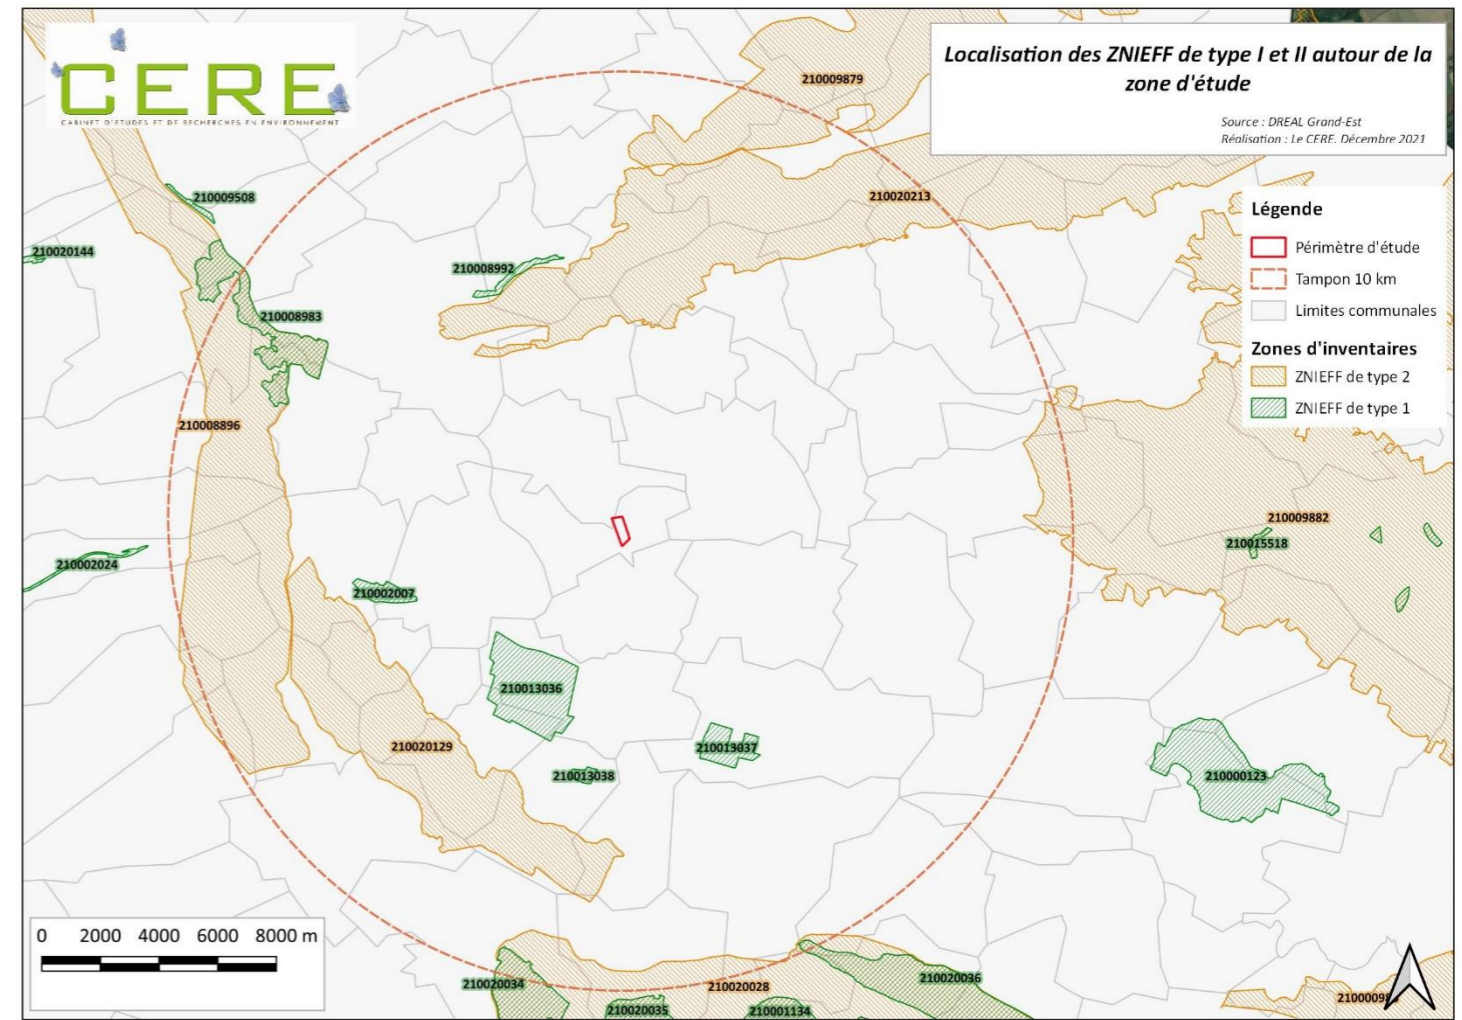 CERE
CABINET D'ETUDES ET DE RECHERCHES EN ENVIRONNEMENT
Localisation des ZNIEFF de type I et II autour de la
zone d'étude
Source : DREAL Grand-Est
Réalisation : Le CERE, Décembre 2021
Légende
Périmètre d'étude
Tampon 10 km
Limites communales
Zones d'inventaires
ZNIEFF de type 2
ZNIEFF de type 1
210009879
210009508
210020213
210020144
210008992
210008983
210008896
210009882
210015518
210002024
210002007
210013036
210020129
210013037
210013038
210000123
210020034
210020028
210020036
210020035
210001134
0 2000 4000 6000 8000 m